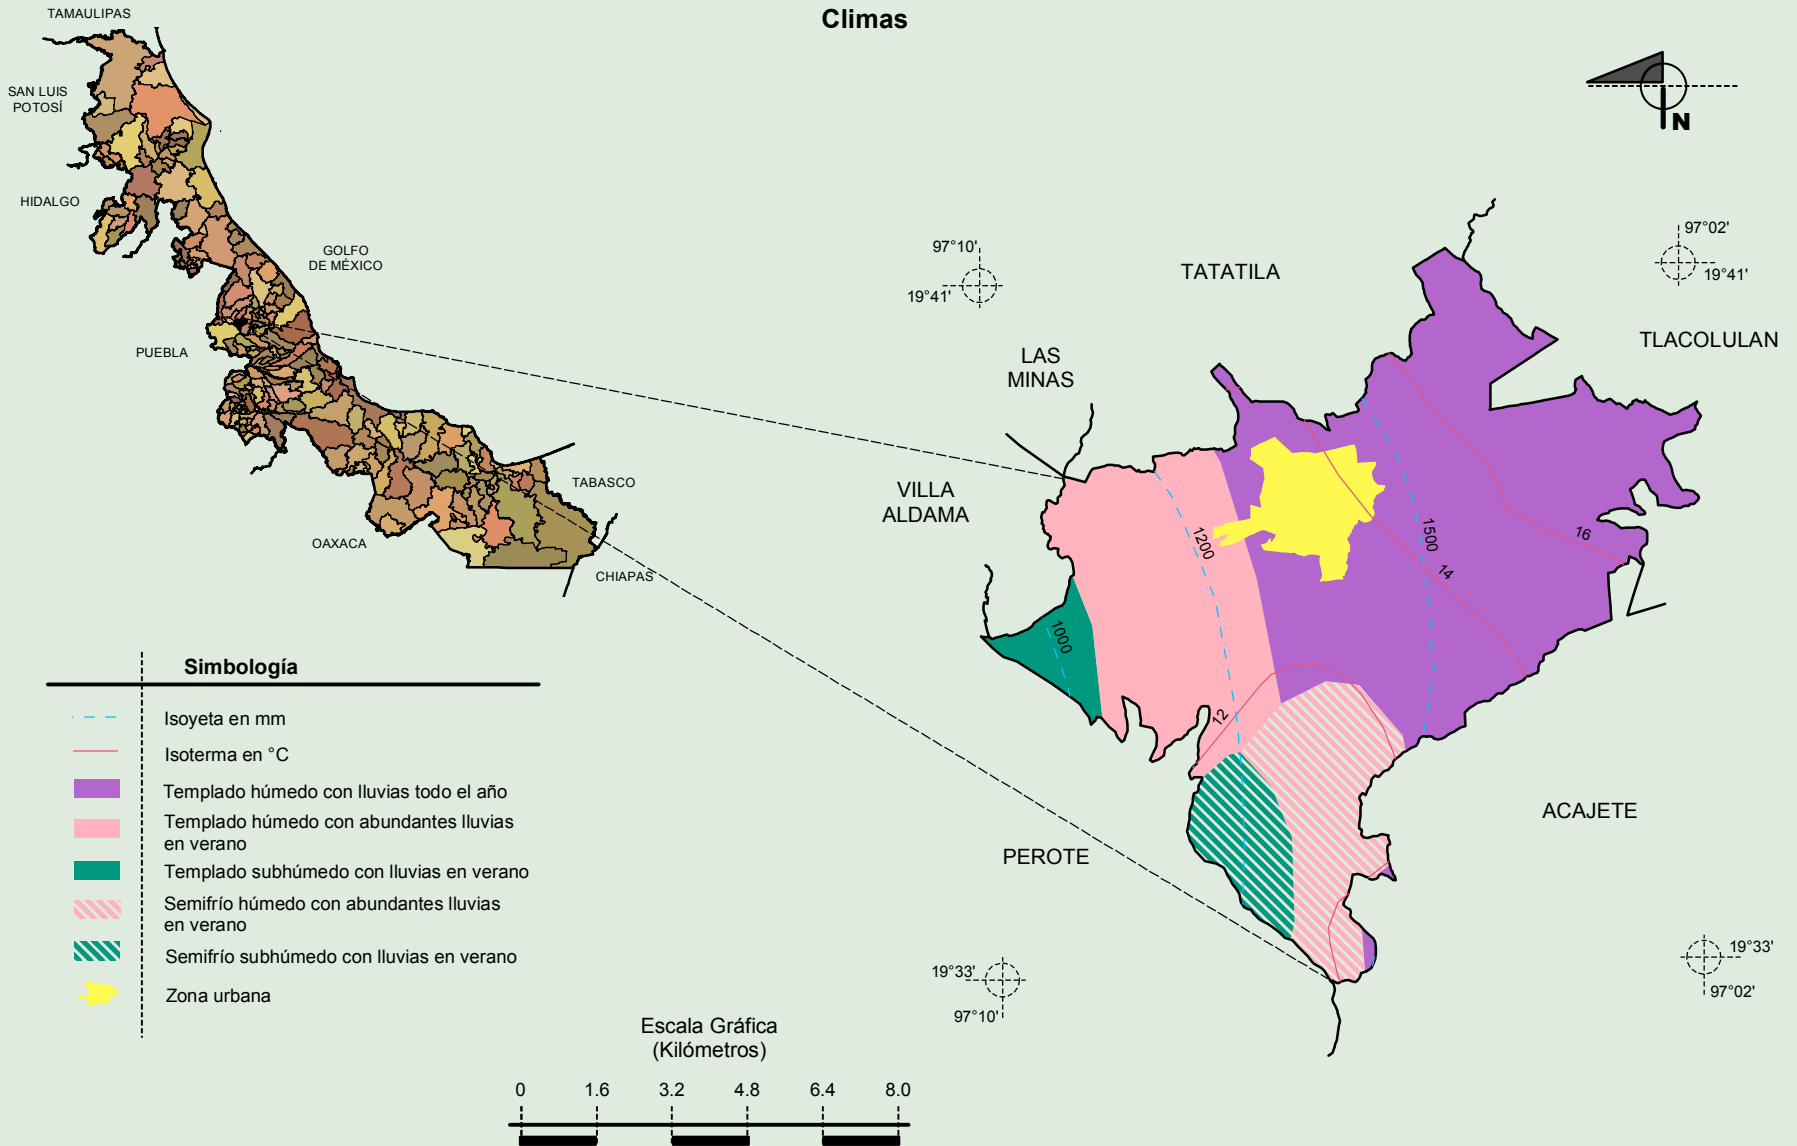 Climas
TAMAULIPAS
SAN LUIS
POTOSÍ
HIDALGO
GOLFO
DE MÉXICO
PUEBLA
TABASCO
OAXACA
CHIAPAS
N
97°10'
19°41'
97°02'
19°41'
TATATILA
TLACOLULAN
LAS
MINAS
VILLA
ALDAMA
PEROTE
ACAJETE
1000
1200
1500
12
14
16
19°33'
97°10'
19°33'
97°02'
Simbología
Isoyeta en mm
Isoterma en °C
Templado húmedo con lluvias todo el año
Templado húmedo con abundantes lluvias
en verano
Templado subhúmedo con lluvias en verano
Semifrío húmedo con abundantes lluvias
en verano
Semifrío subhúmedo con lluvias en verano
Zona urbana
Escala Gráfica
(Kilómetros)
0 1.6 3.2 4.8 6.4 8.0